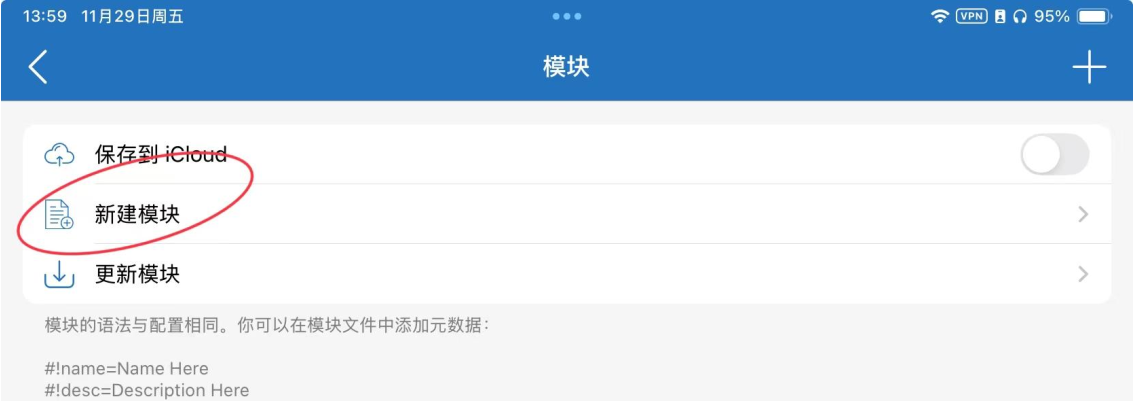 13:59 11月29日周五
VPN 95%
模块
保存到 iCloud
新建模块
更新模块
模块的语法与配置相同。你可以在模块文件中添加元数据：
#!name=Name Here
#!desc=Description Here